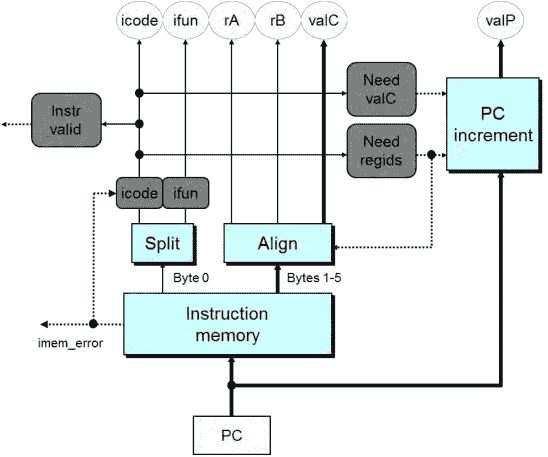 icode
ifun
rA
rB
valC
valP
Need
valC
Instr
valid
PC
increment
Need
regids
icode
ifun
Split
Align
Byte 0
Bytes 1-5
Instruction
memory
imem_error
PC